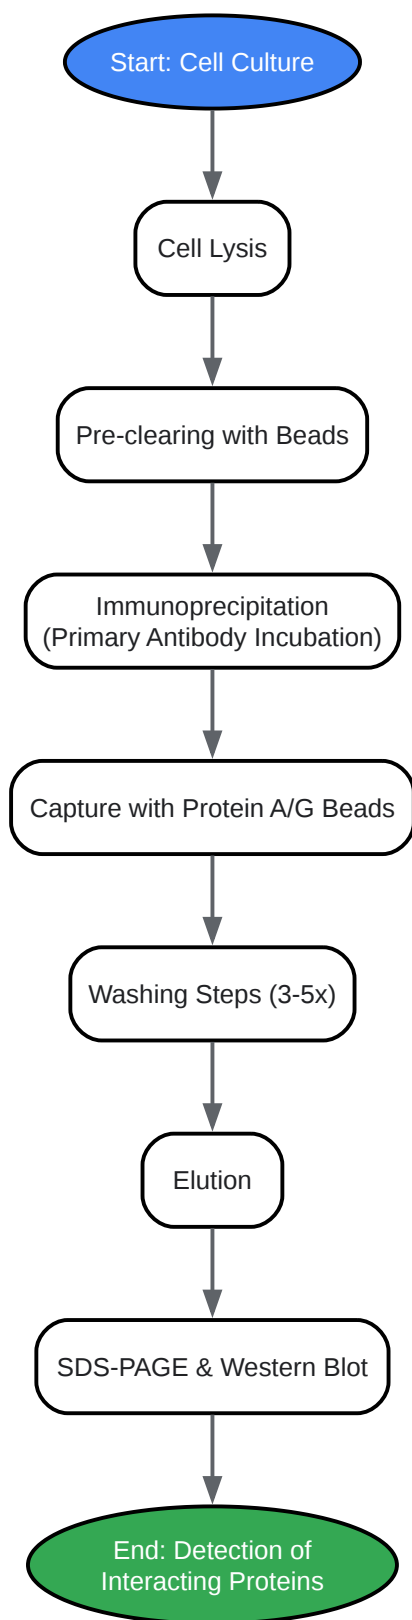 Start: Cell Culture
Cell Lysis
Pre-clearing with Beads
Immunoprecipitation
(Primary Antibody Incubation)
Capture with Protein A/G Beads
Washing Steps (3-5x)
Elution
SDS-PAGE & Western Blot
End: Detection of
Interacting Proteins